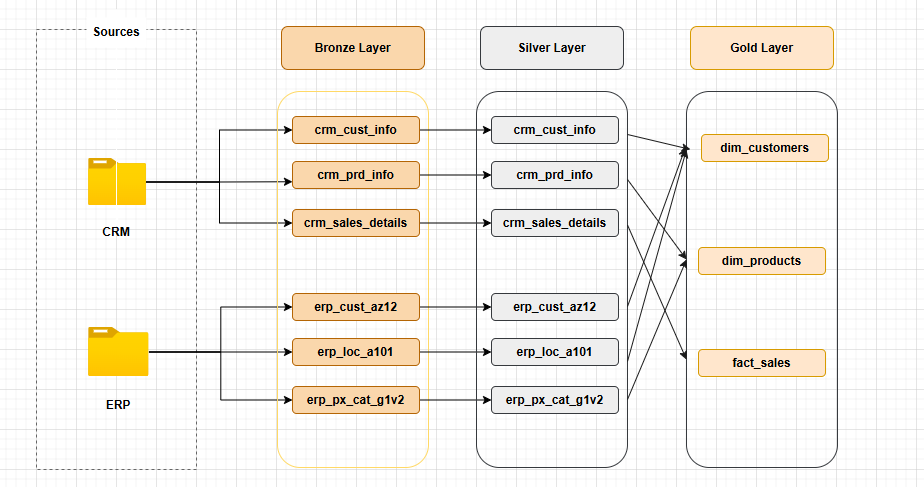 Sources
Bronze Layer
Silver Layer
Gold Layer
CRM
ERP
crm_cust_info
crm_prd_info
crm_sales_details
erp_cust_az12
erp_loc_a101
erp_px_cat_g1v2
crm_cust_info
crm_prd_info
crm_sales_details
erp_cust_az12
erp_loc_a101
erp_px_cat_g1v2
dim_customers
dim_products
fact_sales